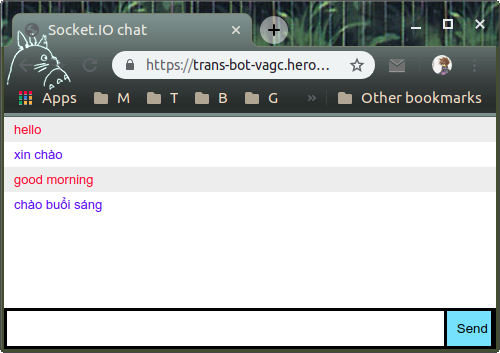 Socket.IO chat
https://trans-bot-vagc.hero...
Apps M T B G » Other bookmarks
hello
xin chào
good morning
chào buổi sáng
Send